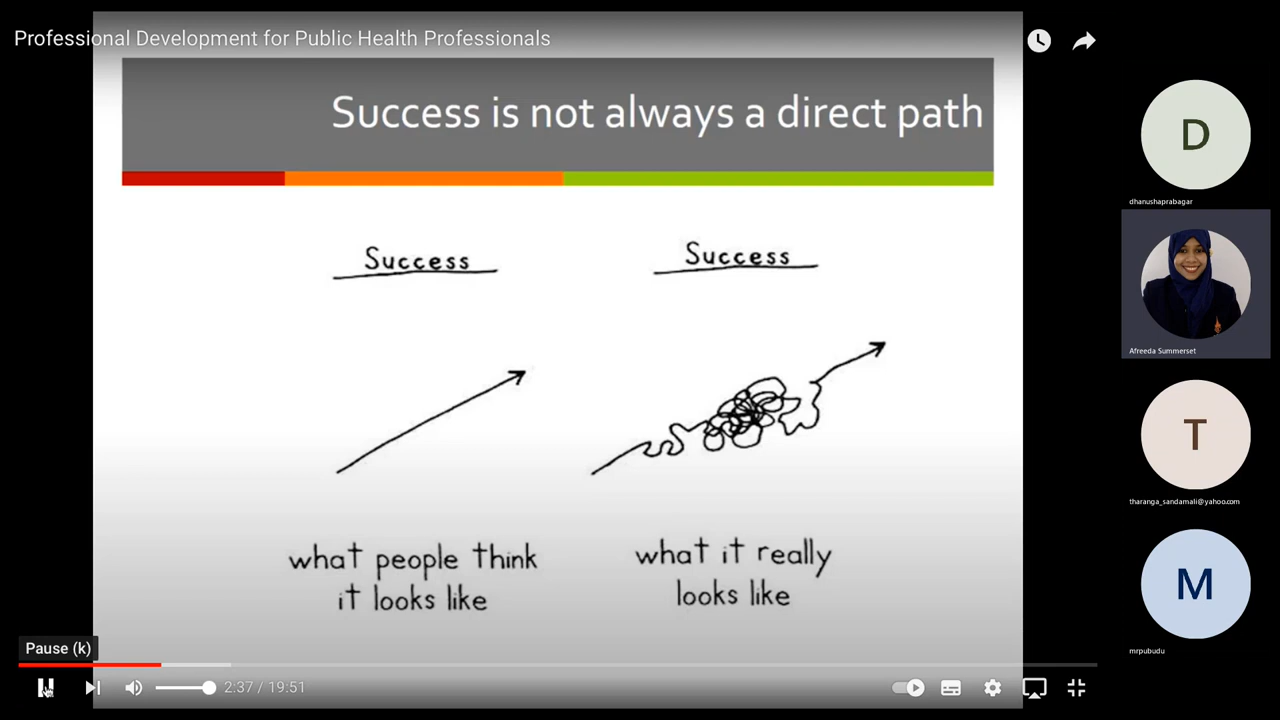 Professional Development for Public Health Professionals
Success is not always a direct path
Success
Success
what people think
it looks like
what it really
looks like
Pause (k)
2:37 / 19:51
D
dhanushaprabagar
Afreeda Summerset
T
tharanga_sandamali@yahoo.com
M
mrpubudu